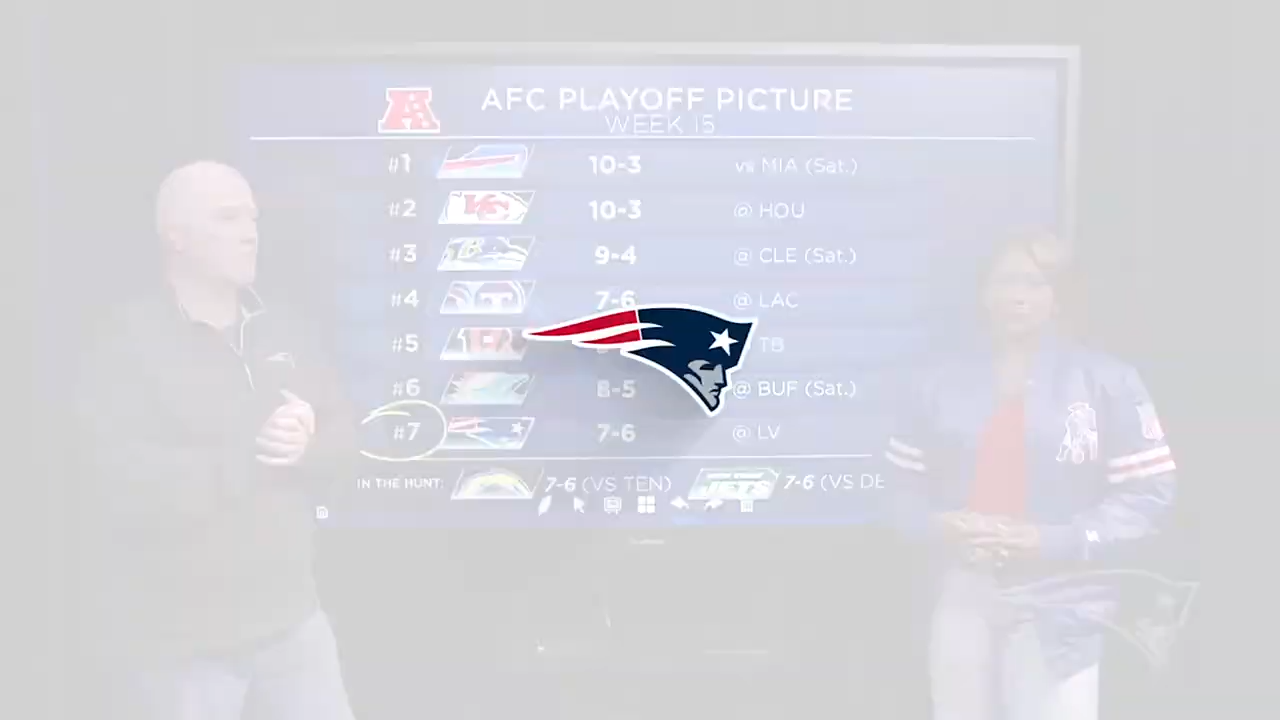 AFC PLAYOFF PICTURE
WEEK 15
#1 10-3 vs MIA (Sat.)
#2 10-3 @ HOU
#3 9-4 @ CLE (Sat.)
#4 7-6 @ LAC
#5 TB
#6 8-5 @ BUF (Sat.)
#7 7-6 @ LV
IN THE HUNT: 7-6 (VS TEN) JETS 7-6 (VS DE